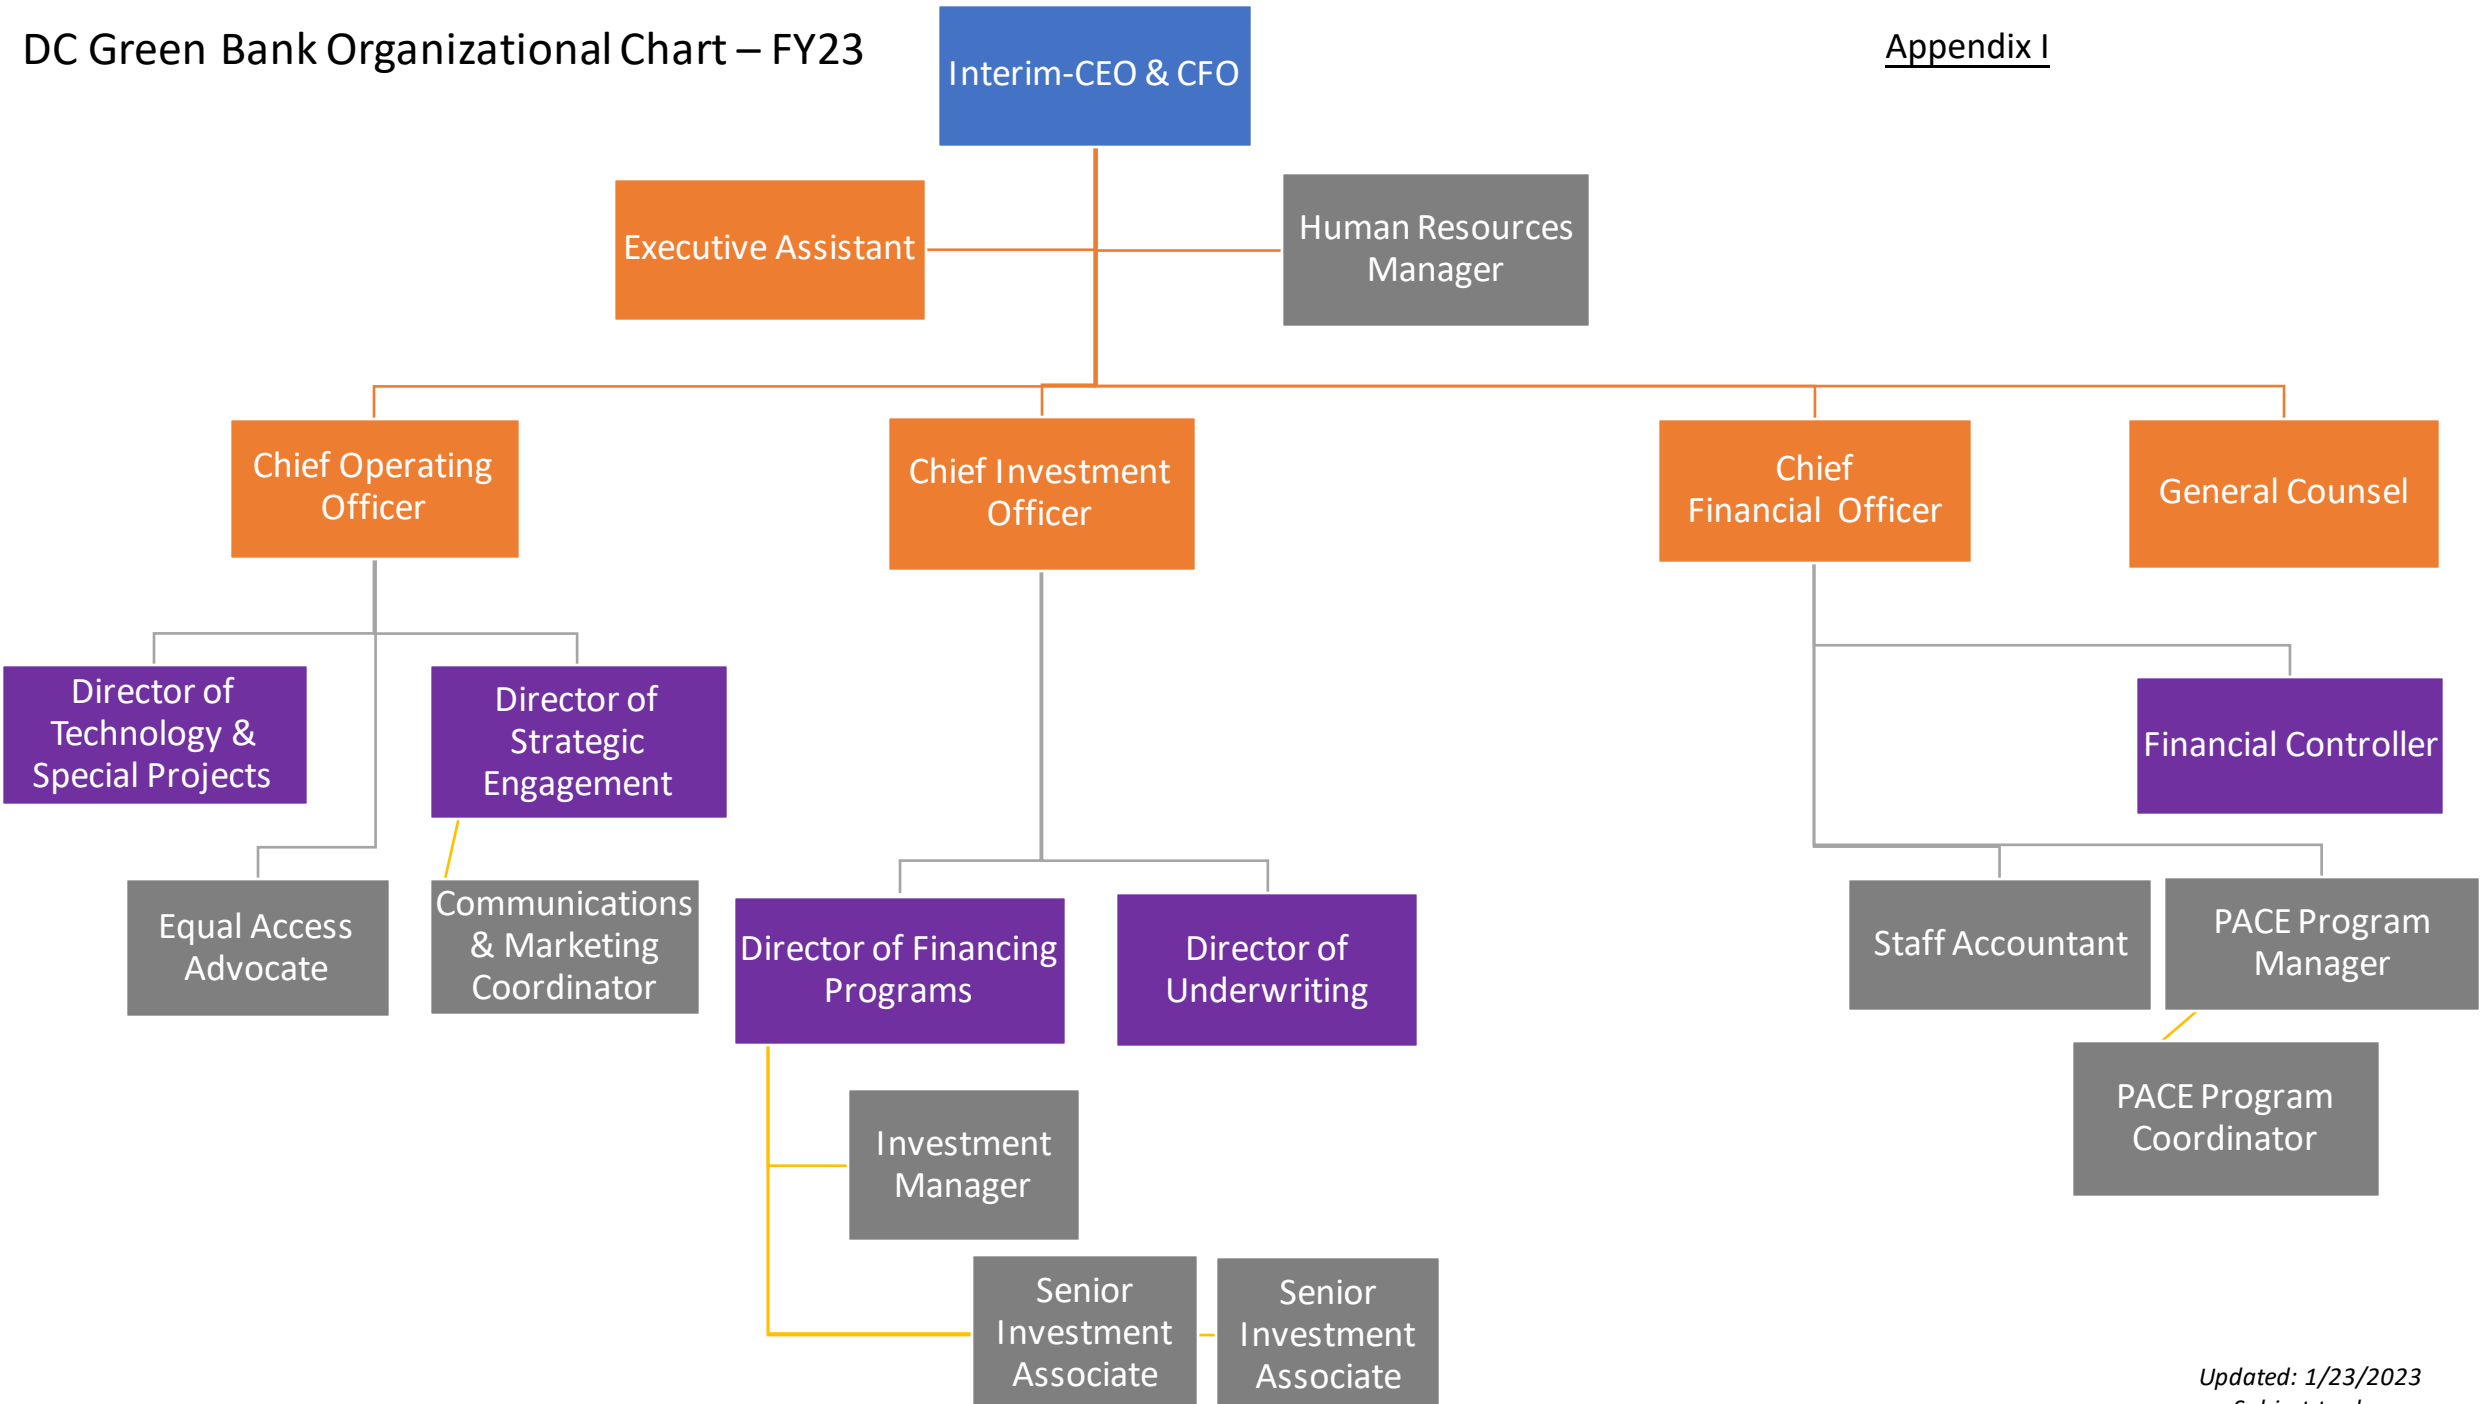 DC Green Bank Organizational Chart – FY23
Appendix I
Interim-CEO & CFO
Executive Assistant
Human Resources
Manager
Chief Operating
Officer
Chief Investment
Officer
Chief
Financial Officer
General Counsel
Director of
Technology &
Special Projects
Director of
Strategic
Engagement
Financial Controller
Equal Access
Advocate
Communications
& Marketing
Coordinator
Director of Financing
Programs
Director of
Underwriting
Staff Accountant
PACE Program
Manager
PACE Program
Coordinator
Investment
Manager
Senior
Investment
Associate
Senior
Investment
Associate
Updated: 1/23/2023